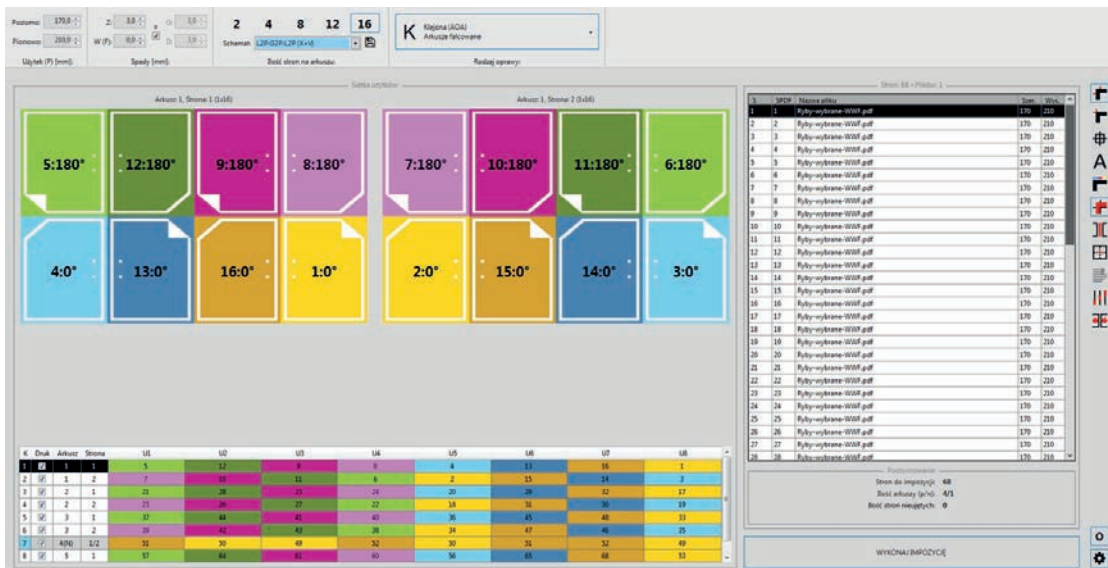 Poziomo: 170,0 Z: 3,0 G: 3,0
Pionowo: 210,0 W (F): 0,0 D: 3,0
Użytek (P) [mm]: Spady [mm]:
2 4 8 12 16
Schemat: L2P-G2P-L2P (X+V)
Ilość stron na arkuszu:
K Klejona (AOA)
Arkusze falcowane
Rodzaj oprawy:
Siatka użytków
Arkusz: 1, Strona: 1 (1x16) Arkusz: 1, Strona: 2 (1x16)
5:180° 12:180° 9:180° 8:180° 7:180° 10:180° 11:180° 6:180°
4:0° 13:0° 16:0° 1:0° 2:0° 15:0° 14:0° 3:0°
K Druk Arkusz Strona U1 U2 U3 U4 U5 U6 U7 U8
1 1 1 5 12 9 8 4 13 16 1
2 1 2 7 10 11 6 2 15 14 3
3 2 1 21 28 25 24 20 29 32 17
4 2 2 23 26 27 22 18 31 30 19
5 3 1 37 44 41 40 36 45 48 33
6 3 2 39 42 43 38 34 47 46 35
7 4(N) 1/2 51 50 49 52 50 51 52 49
8 5 1 57 64 61 60 56 65 68 53
Stron: 68 - Plików: 1
S SPDF Nazwa pliku Szer. Wys.
1 1 Ryby-wybrane-WWF.pdf 170 210
2 2 Ryby-wybrane-WWF.pdf 170 210
3 3 Ryby-wybrane-WWF.pdf 170 210
4 4 Ryby-wybrane-WWF.pdf 170 210
5 5 Ryby-wybrane-WWF.pdf 170 210
6 6 Ryby-wybrane-WWF.pdf 170 210
7 7 Ryby-wybrane-WWF.pdf 170 210
8 8 Ryby-wybrane-WWF.pdf 170 210
9 9 Ryby-wybrane-WWF.pdf 170 210
10 10 Ryby-wybrane-WWF.pdf 170 210
11 11 Ryby-wybrane-WWF.pdf 170 210
12 12 Ryby-wybrane-WWF.pdf 170 210
13 13 Ryby-wybrane-WWF.pdf 170 210
14 14 Ryby-wybrane-WWF.pdf 170 210
15 15 Ryby-wybrane-WWF.pdf 170 210
16 16 Ryby-wybrane-WWF.pdf 170 210
17 17 Ryby-wybrane-WWF.pdf 170 210
18 18 Ryby-wybrane-WWF.pdf 170 210
19 19 Ryby-wybrane-WWF.pdf 170 210
20 20 Ryby-wybrane-WWF.pdf 170 210
21 21 Ryby-wybrane-WWF.pdf 170 210
22 22 Ryby-wybrane-WWF.pdf 170 210
23 23 Ryby-wybrane-WWF.pdf 170 210
24 24 Ryby-wybrane-WWF.pdf 170 210
25 25 Ryby-wybrane-WWF.pdf 170 210
26 26 Ryby-wybrane-WWF.pdf 170 210
27 27 Ryby-wybrane-WWF.pdf 170 210
28 28 Ryby-wybrane-WWF.pdf 170 210
Podsumowanie
Stron do impozycji: 68
Ilość arkuszy (p/n): 4/1
Ilość stron nieujętych: 0
WYKONAJ IMPOZYCJĘ
A
O